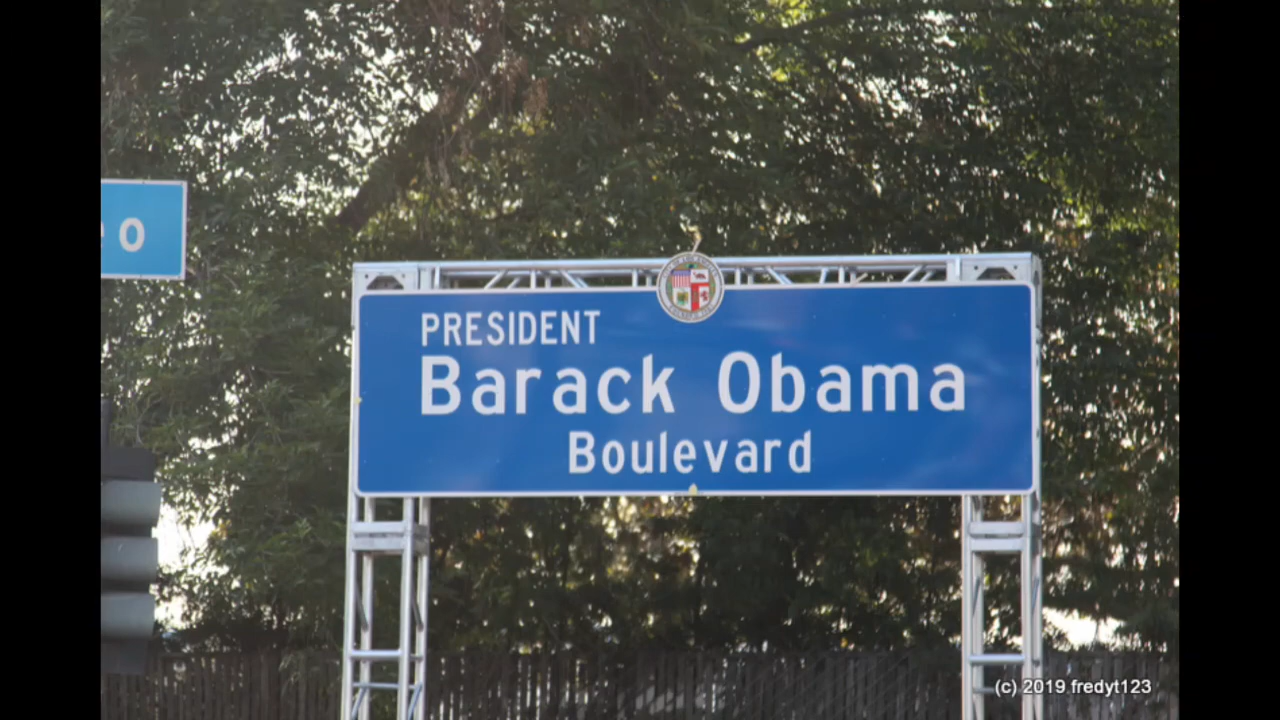 o
PRESIDENT
Barack Obama
Boulevard
(c) 2019 fredyt123